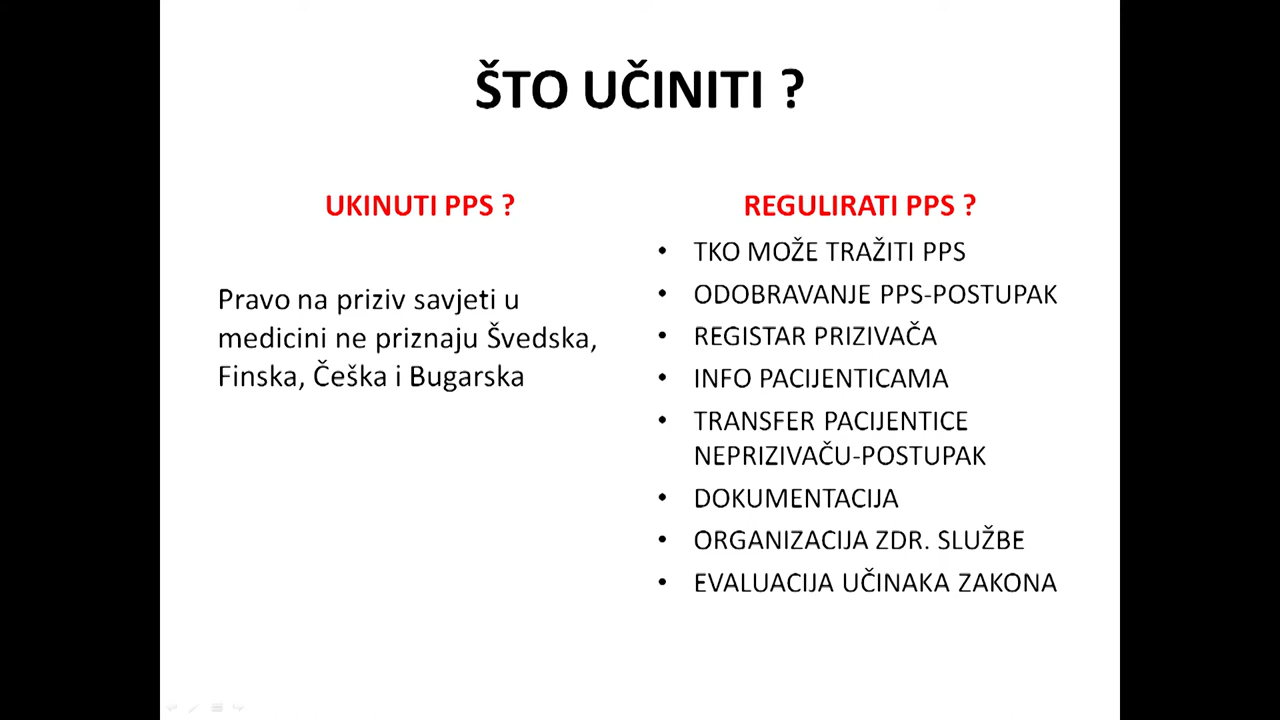 ŠTO UČINITI ?
UKINUTI PPS ?
Pravo na priziv savjeti u
medicini ne priznaju Švedska,
Finska, Češka i Bugarska
REGULIRATI PPS ?
• TKO MOŽE TRAŽITI PPS
• ODOBRAVANJE PPS-POSTUPAK
• REGISTAR PRIZIVAČA
• INFO PACIJENTICAMA
• TRANSFER PACIJENTICE
NEPRIZIVAČU-POSTUPAK
• DOKUMENTACIJA
• ORGANIZACIJA ZDR. SLUŽBE
• EVALUACIJA UČINAKA ZAKONA